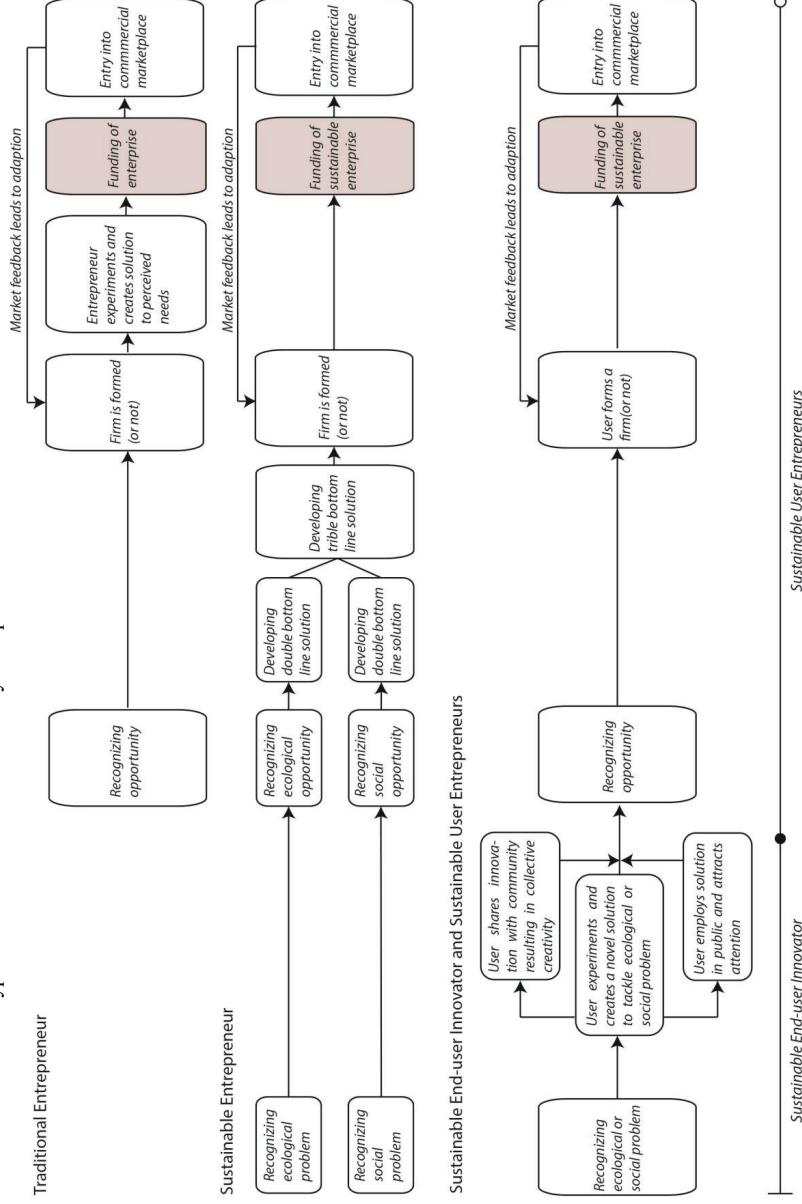 Traditional Entrepreneur
Recognizing
opportunity
Firm is formed
(or not)
Entrepreneur
experiments and
creates solution
to perceived
needs
Funding of
enterprise
Entry into
commmercial
marketplace
Market feedback leads to adaption
Sustainable Entrepreneur
Recognizing
ecological
problem
Recognizing
social
problem
Recognizing
ecological
opportunity
Recognizing
social
opportunity
Developing
double bottom
line solution
Developing
double bottom
line solution
Developing
trible bottom
line solution
Firm is formed
(or not)
Funding of
sustainable
enterprise
Entry into
commmercial
marketplace
Market feedback leads to adaption
Sustainable End-user Innovator and Sustainable User Entrepreneurs
Recognizing
ecological or
social problem
User shares innova-
tion with community
resulting in collective
creativity
User experiments and
creates a novel solution
to tackle ecological or
social problem
User employs solution
in public and attracts
attention
Recognizing
opportunity
User forms a
firm(or not)
Funding of
sustainable
enterprise
Entry into
commmercial
marketplace
Market feedback leads to adaption
Sustainable End-user Innovator
Sustainable User Entrepreneurs